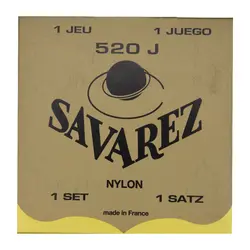 1 JEU 1 JUEGO
520 J
SAVAREZ
NYLON
1 SET 1 SATZ
made in France